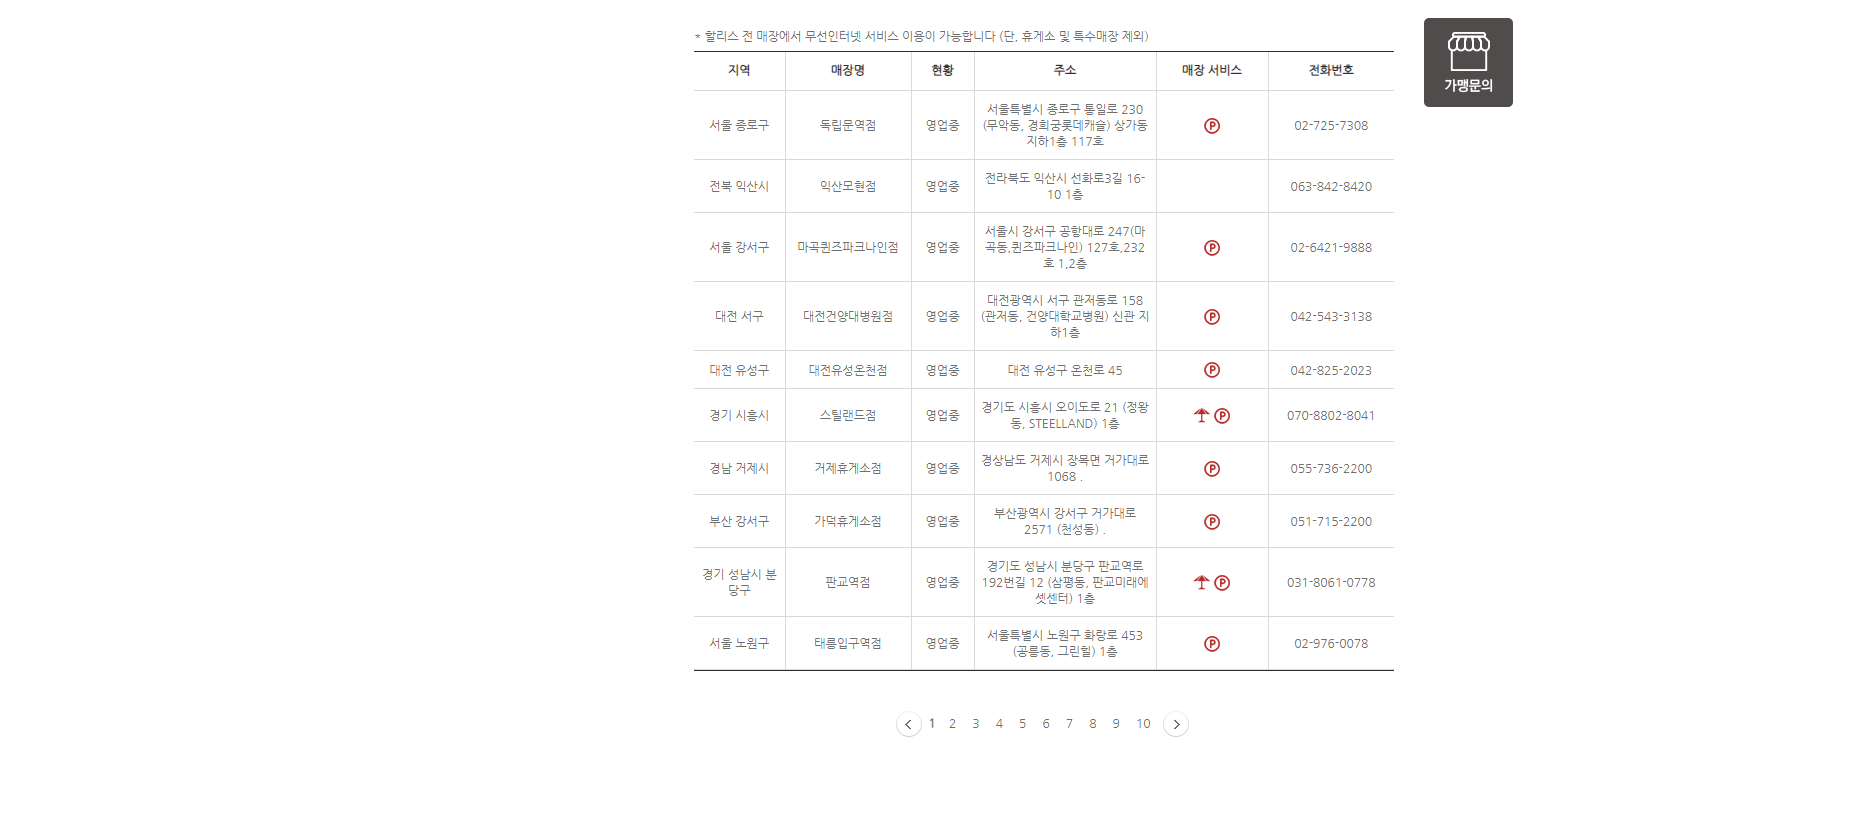 * 할리스 전 매장에서 무선인터넷 서비스 이용이 가능합니다 (단, 휴게소 및 특수매장 제외)
가맹문의
지역 매장명 현황 주소 매장 서비스 전화번호
서울 종로구 독립문역점 영업중 서울특별시 종로구 통일로 230
(무악동, 경희궁롯데캐슬) 상가동
지하1층 117호
P 02-725-7308
전북 익산시 익산모현점 영업중 전라북도 익산시 선화로3길 16-
10 1층
063-842-8420
서울 강서구 마곡퀸즈파크나인점 영업중 서울시 강서구 공항대로 247(마
곡동,퀸즈파크나인) 127호,232
호 1,2층
P 02-6421-9888
대전 서구 대전건양대병원점 영업중 대전광역시 서구 관저동로 158
(관저동, 건양대학교병원) 신관 지
하1층
P 042-543-3138
대전 유성구 대전유성온천점 영업중 대전 유성구 온천로 45 P 042-825-2023
경기 시흥시 스틸랜드점 영업중 경기도 시흥시 오이도로 21 (정왕
동, STEELLAND) 1층
P 070-8802-8041
경남 거제시 거제휴게소점 영업중 경상남도 거제시 장목면 거가대로
1068 .
P 055-736-2200
부산 강서구 가덕휴게소점 영업중 부산광역시 강서구 거가대로
2571 (천성동) .
P 051-715-2200
경기 성남시 분
당구
판교역점 영업중 경기도 성남시 분당구 판교역로
192번길 12 (삼평동, 판교미래에
셋센터) 1층
P 031-8061-0778
서울 노원구 태릉입구역점 영업중 서울특별시 노원구 화랑로 453
(공릉동, 그린힐) 1층
P 02-976-0078
1 2 3 4 5 6 7 8 9 10